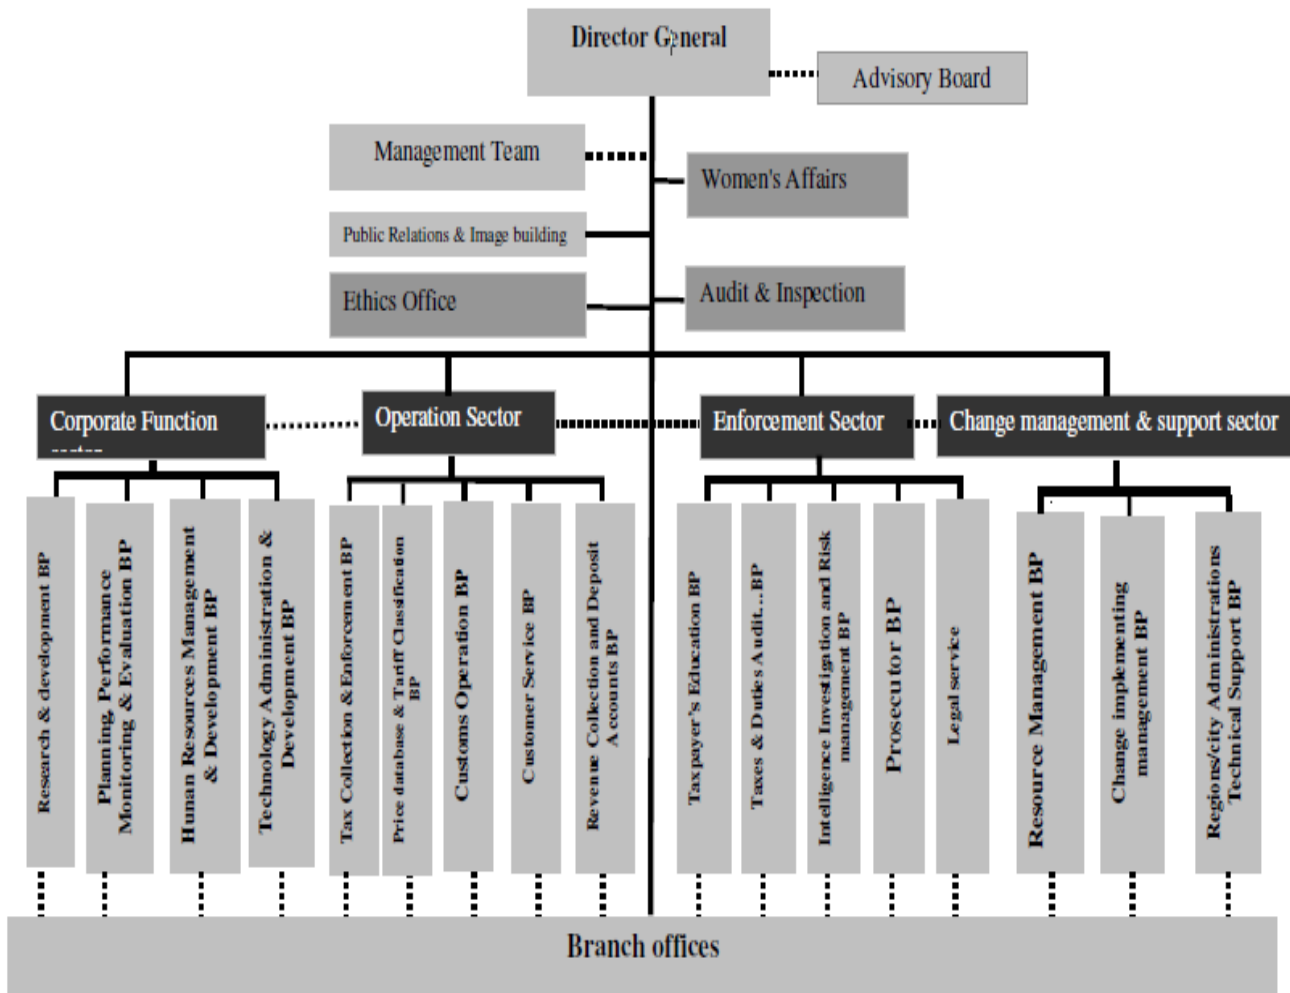 Director General
Advisory Board
Management Team
Women's Affairs
Public Relations & Image building
Ethics Office
Audit & Inspection
Corporate Function
Operation Sector
Enforcement Sector
Change management & support sector
Research & development BP
Planning, Performance
Monitoring & Evaluation BP
Human Resources Management
& Development BP
Technology Administration &
Development BP
Tax Collection &Enforcement BP
Price database & Tariff Classification
BP
Customs Operation BP
Customer Service BP
Revenue Collection and Deposit
Accounts BP
Taxpayer's Education BP
Taxes & Duties Audit...BP
Intelligence Investigation and Risk
management BP
Prosecutor BP
Legal service
Resource Management BP
Change implementing
management BP
Regions/city Administrations
Technical Support BP
Branch offices